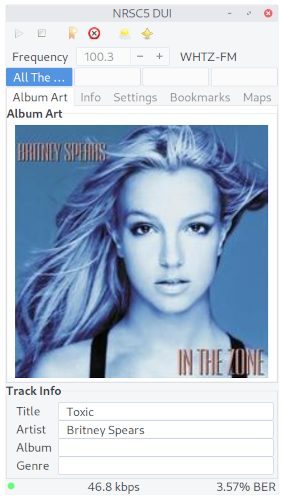 NRSC5 DUI
Frequency 100.3 − + WHTZ-FM
All The ...
Album Art Info Settings Bookmarks Maps
Album Art
BRITNEY SPEARS
IN THE ZONE
Track Info
Title Toxic
Artist Britney Spears
Album
Genre
46.8 kbps 3.57% BER